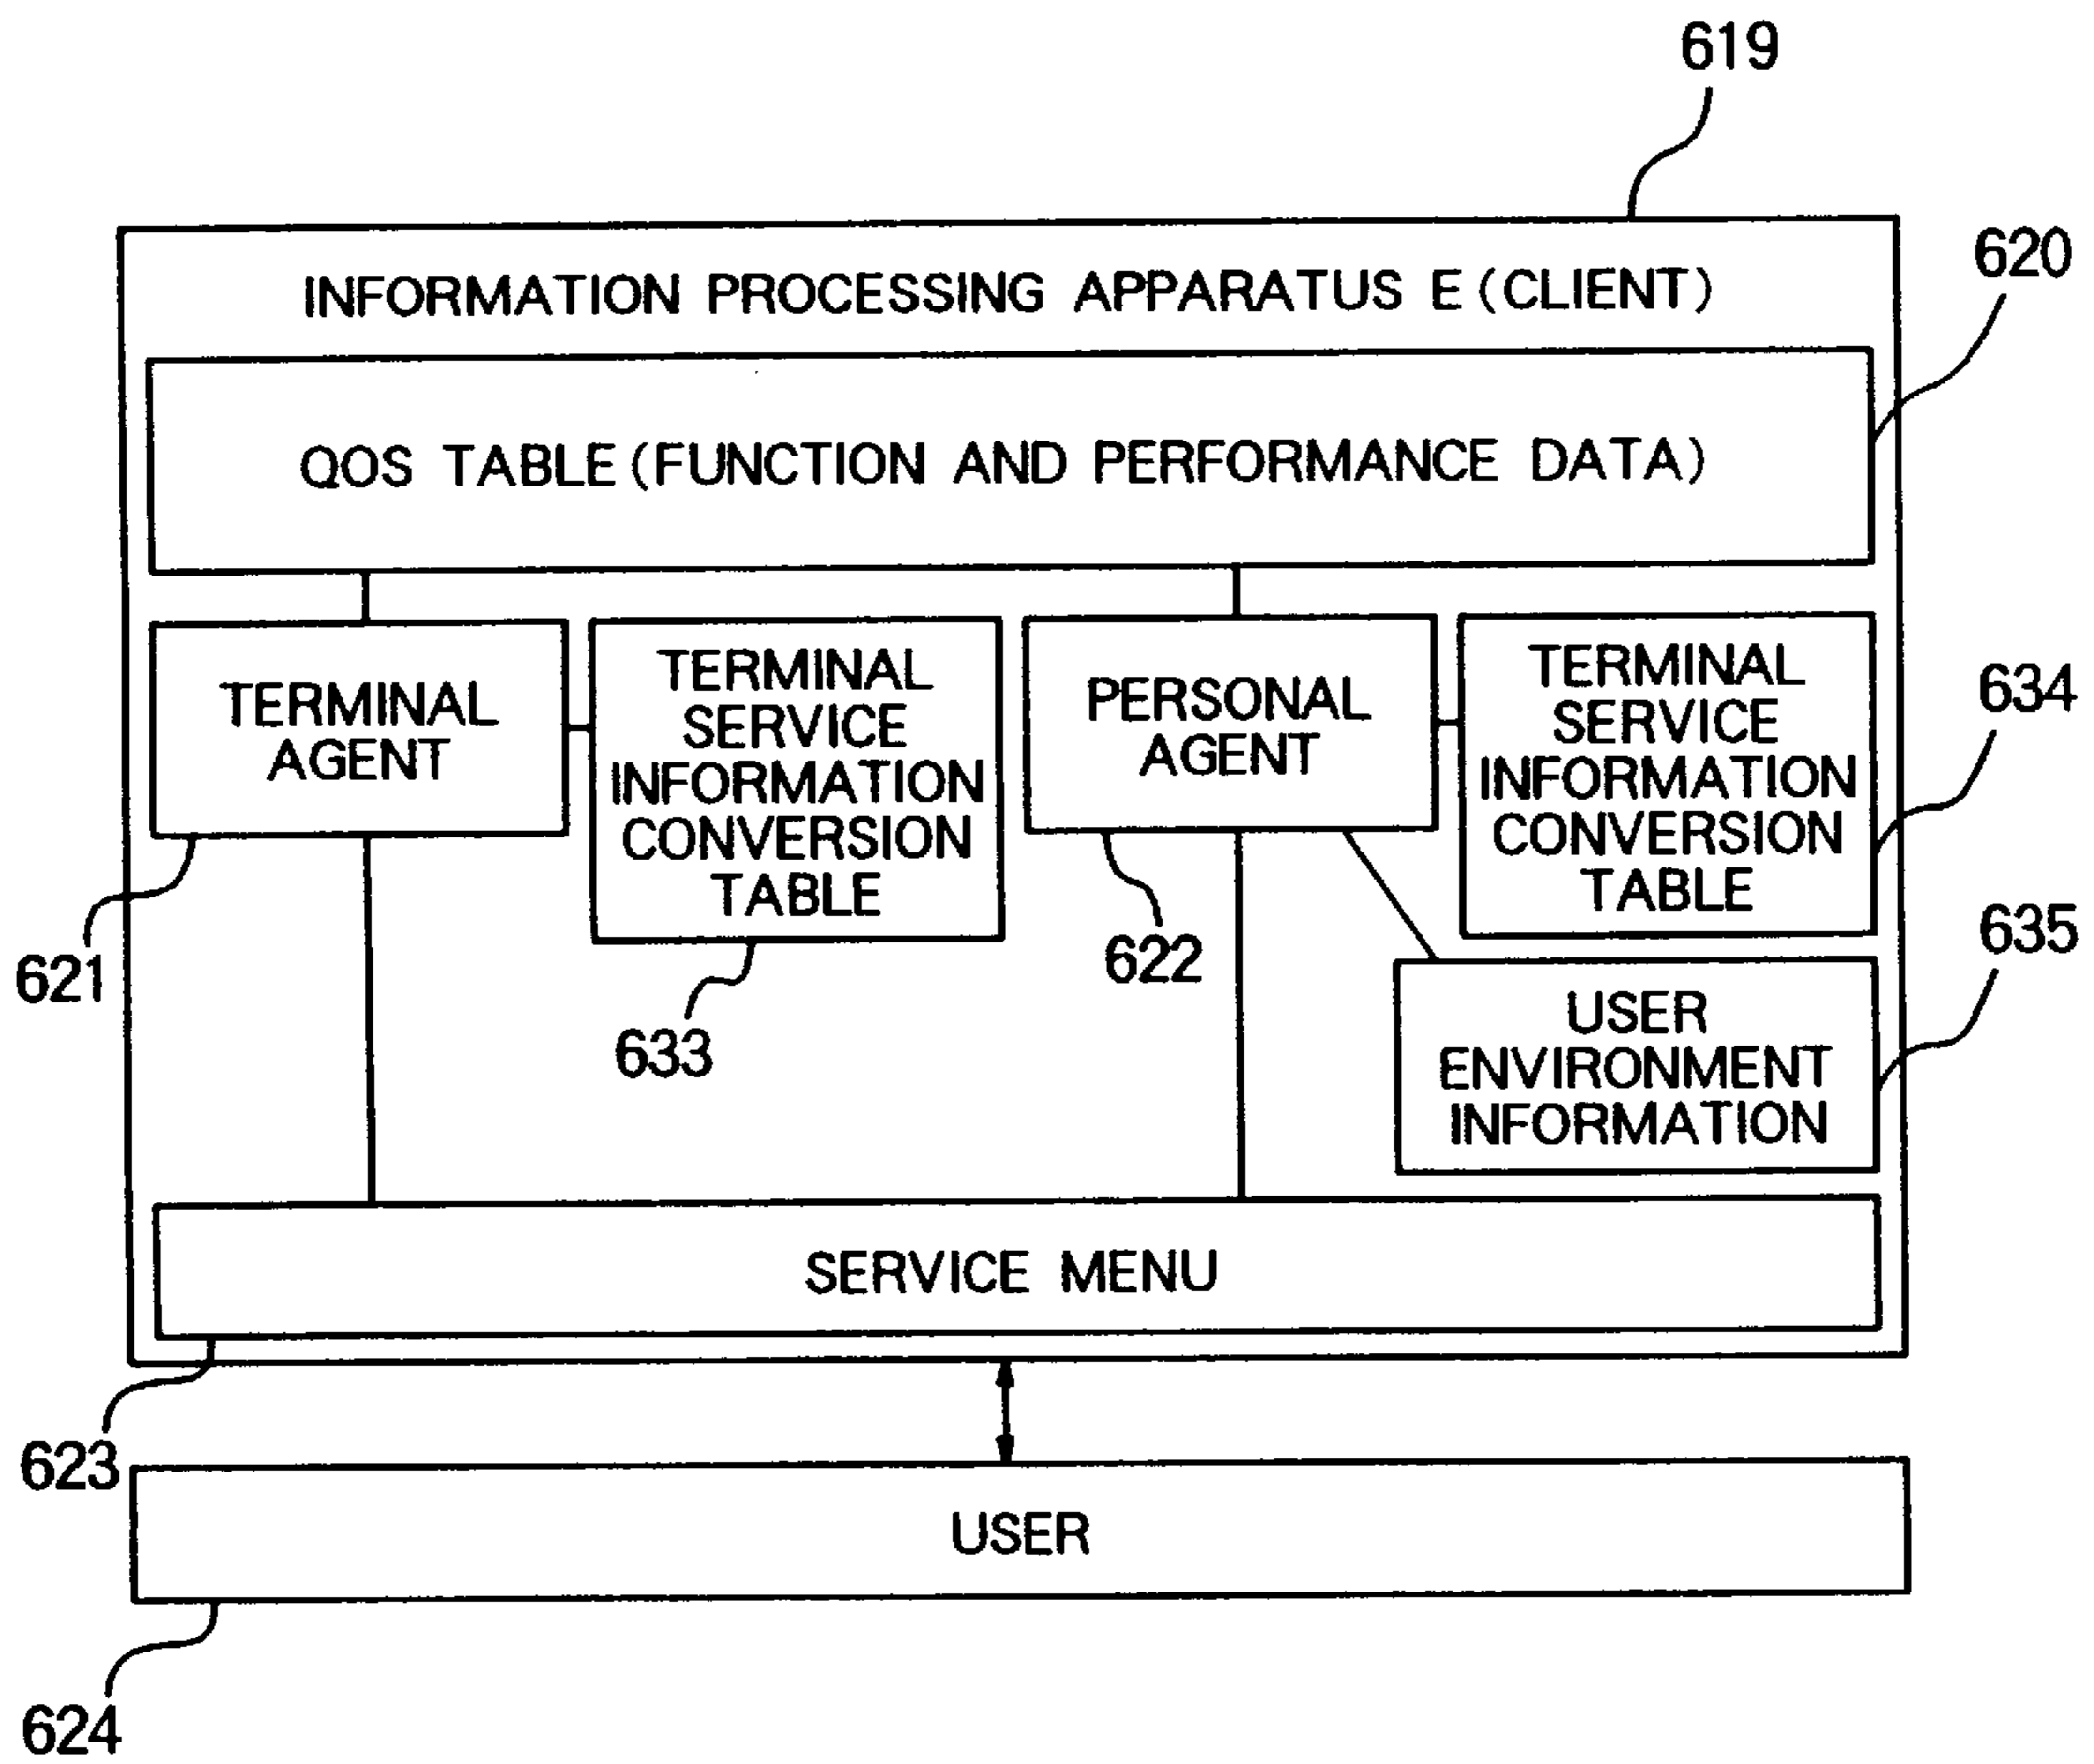 619
INFORMATION PROCESSING APPARATUS E (CLIENT)
620
QOS TABLE (FUNCTION AND PERFORMANCE DATA)
TERMINAL
AGENT
621
TERMINAL
SERVICE
INFORMATION
CONVERSION
TABLE
633
PERSONAL
AGENT
622
TERMINAL
SERVICE
INFORMATION
CONVERSION
TABLE
634
USER
ENVIRONMENT
INFORMATION
635
SERVICE MENU
623
USER
624